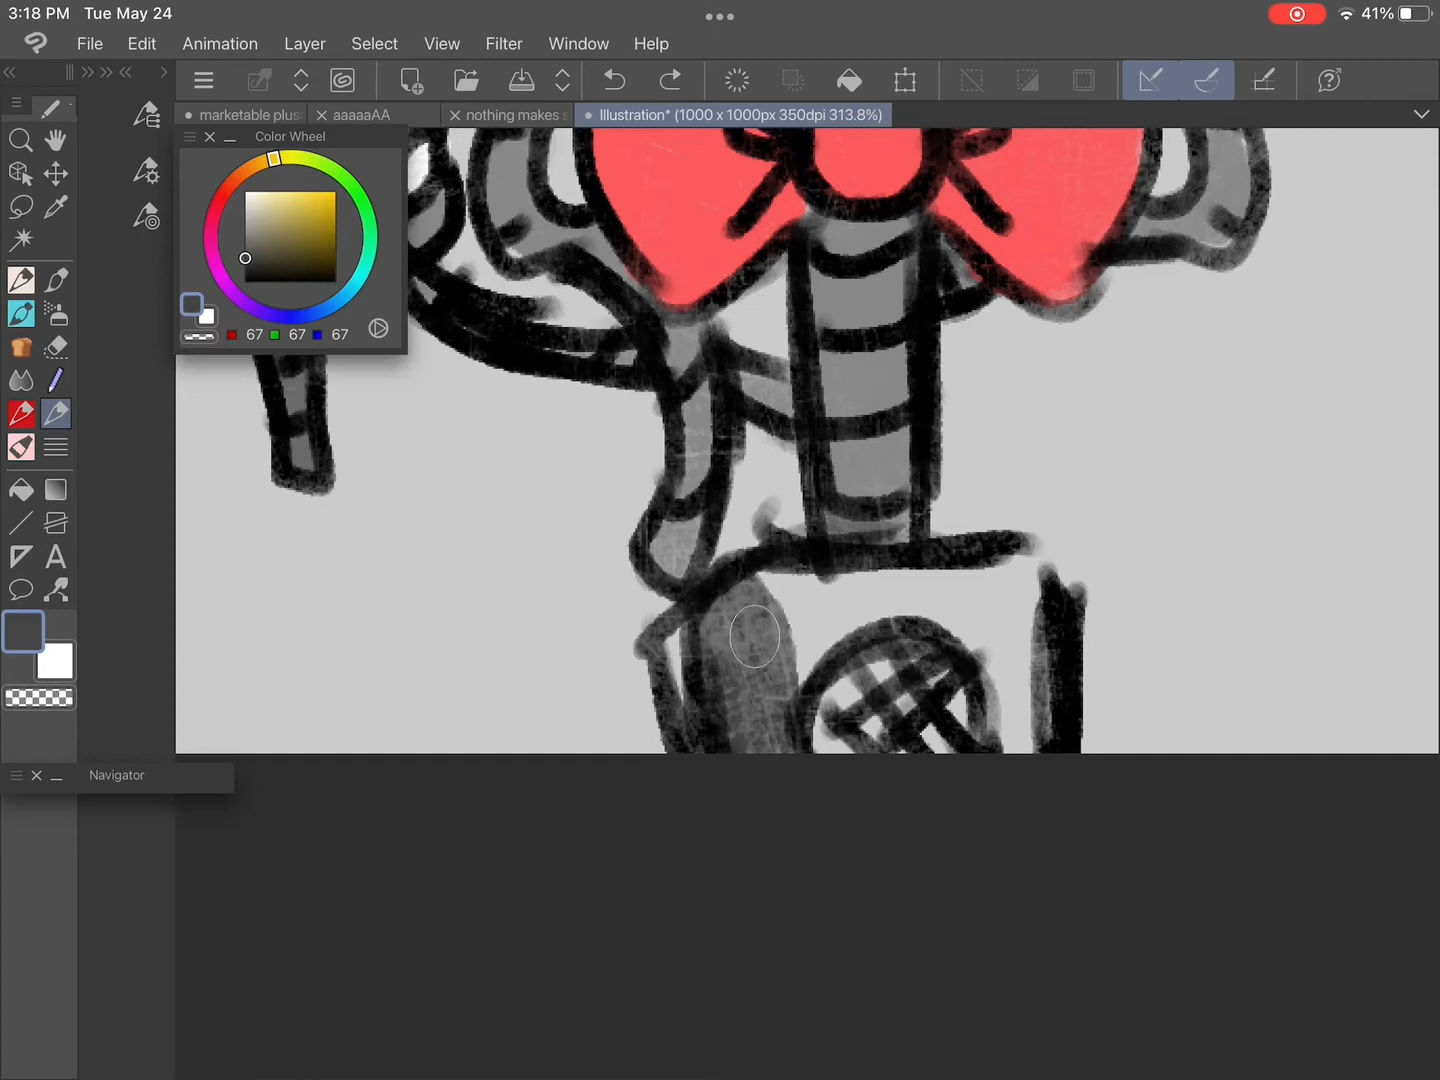 3:18 PM Tue May 24
41%
File Edit Animation Layer Select View Filter Window Help
marketable plus aaaaaAA nothing makes Illustration* (1000 x 1000px 350dpi 313.8%)
Color Wheel
67 67 67
A
Navigator